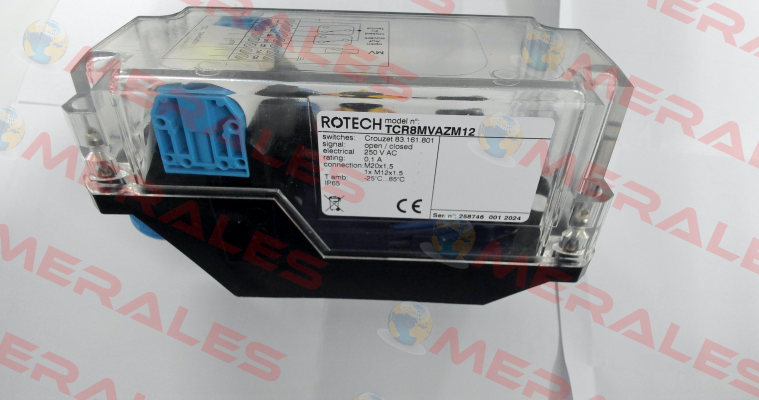 MERALES
ROTECH model n°:
TCR8MVAZM12
switches: Crouzet 83.161.801
signal: open / closed
electrical 250 V AC
rating: 0,1 A
connection: M20x1,5
1x M12x1.5
T amb: -25°C...85°C
IP65
CE
Ser. n°: 258746 001 2024
MV
MERALES
MERALES
MERALES
MERALES